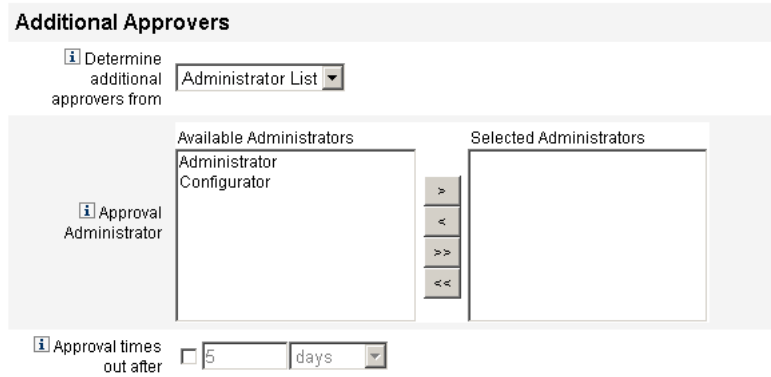 Additional Approvers
i Determine
additional
approvers from
Administrator List
Available Administrators
Selected Administrators
Administrator
Configurator
i Approval
Administrator
>
<
>>
<<
i Approval times
out after
5
days